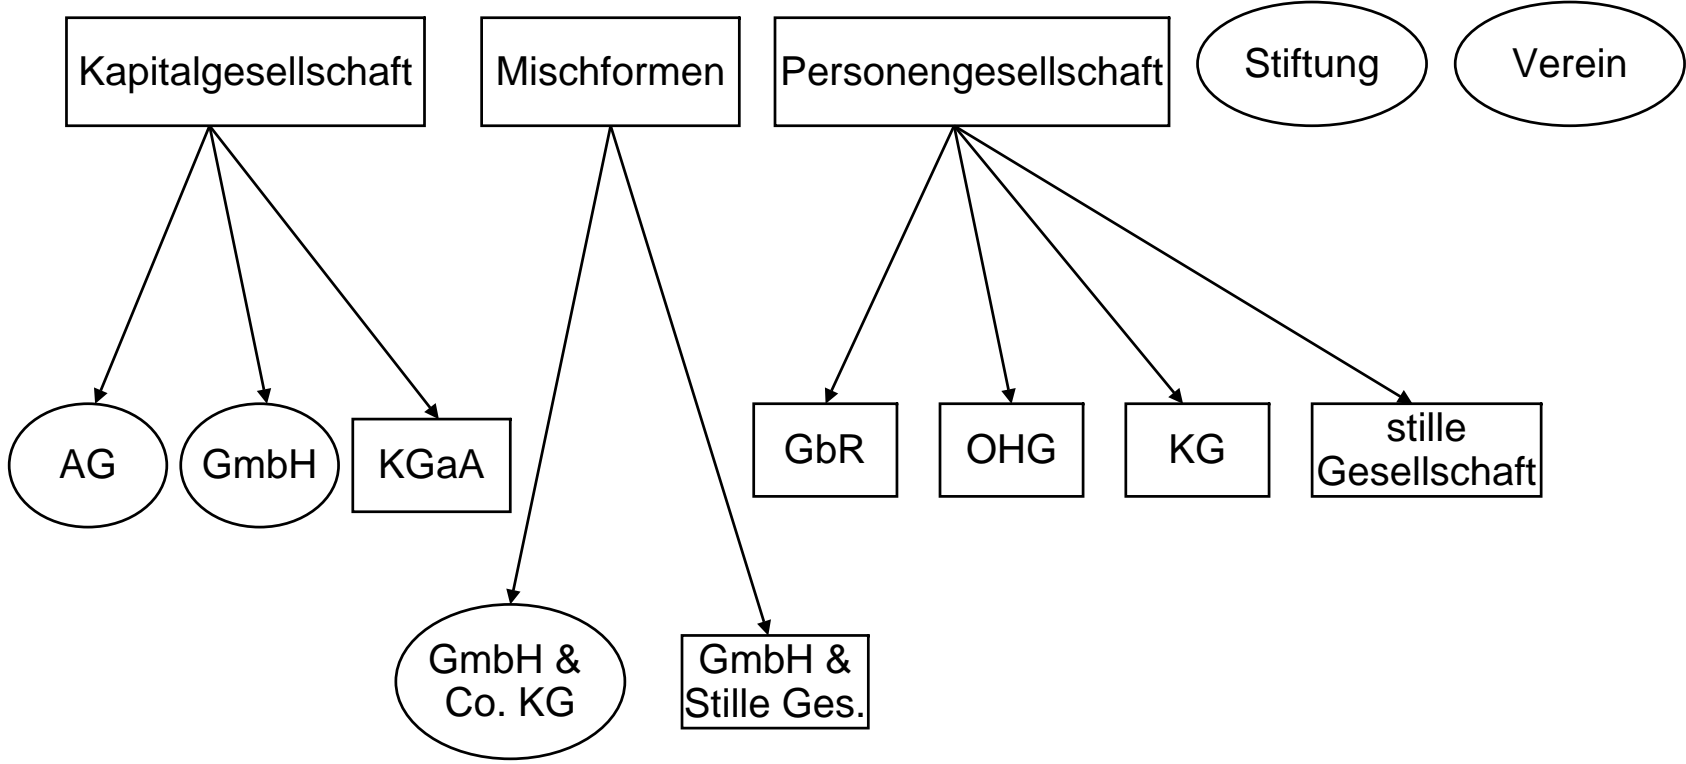 Kapitalgesellschaft
Mischformen
Personengesellschaft
Stiftung
Verein
AG
GmbH
KGaA
GbR
OHG
KG
stille
Gesellschaft
GmbH &
Co. KG
GmbH &
Stille Ges.